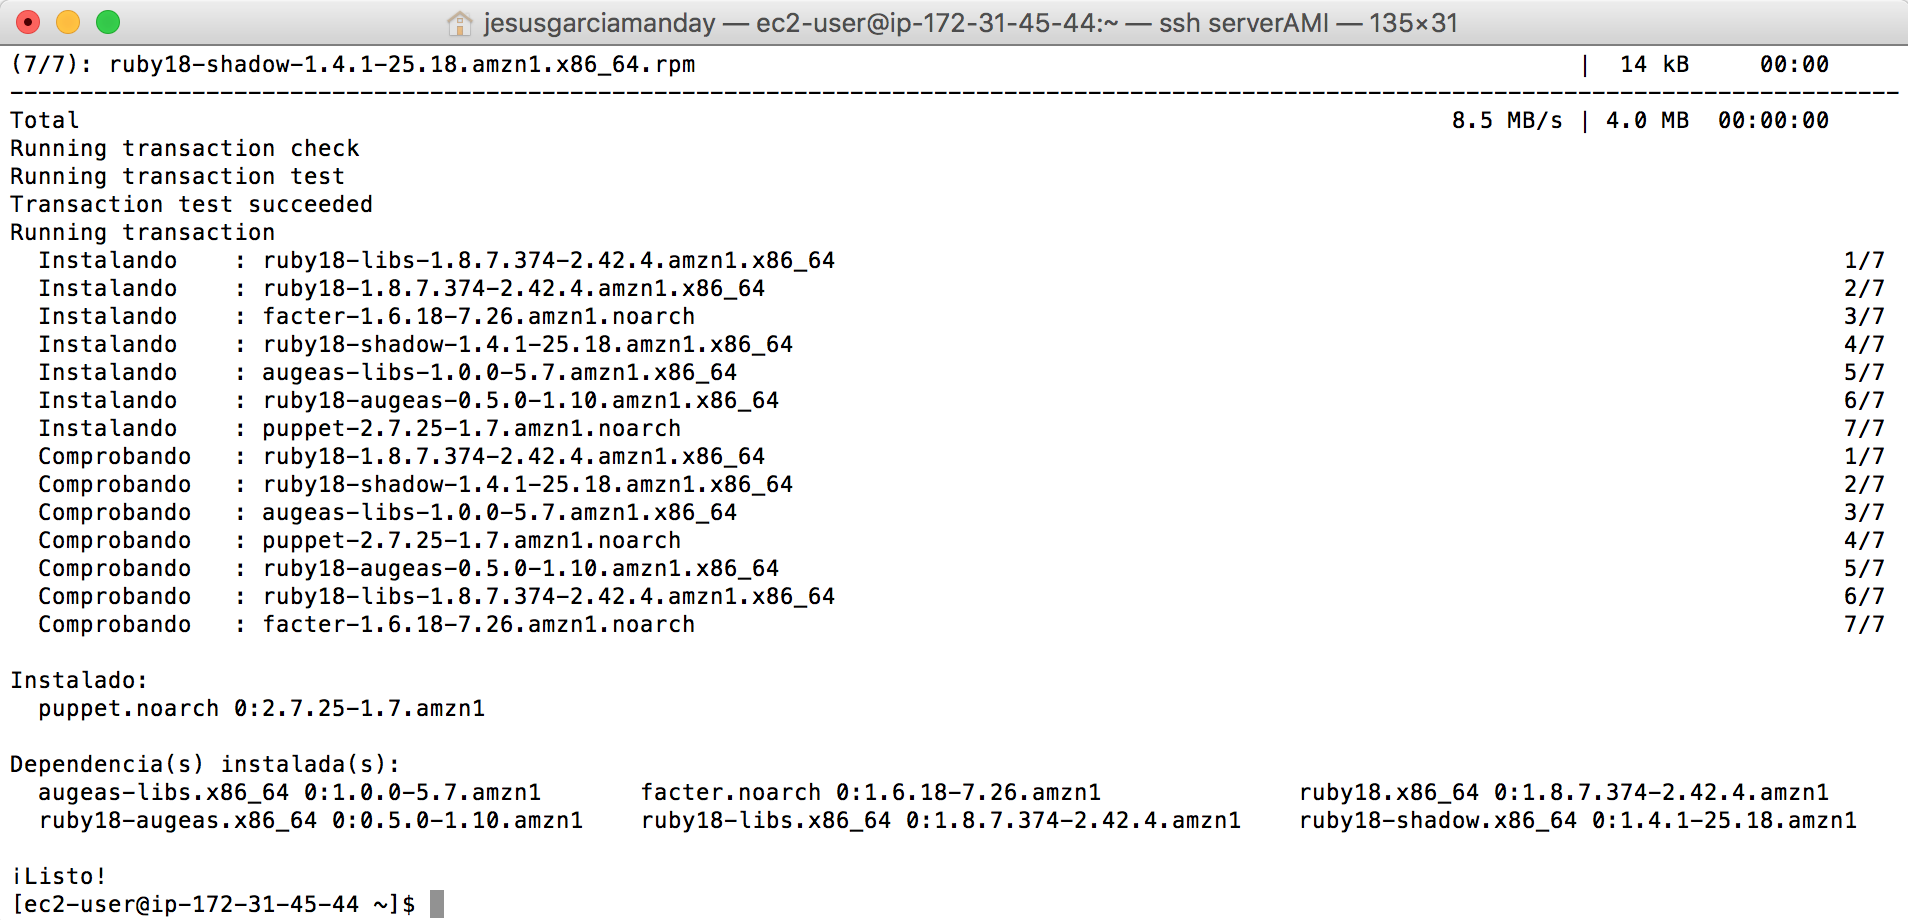 jesusgarciamanday — ec2-user@ip-172-31-45-44:~ — ssh serverAMI — 135×31
(7/7): ruby18-shadow-1.4.1-25.18.amzn1.x86_64.rpm | 14 kB 00:00
---------------------------------------------------------------------------------------------------------------------------------------
Total 8.5 MB/s | 4.0 MB 00:00:00
Running transaction check
Running transaction test
Transaction test succeeded
Running transaction
Instalando : ruby18-libs-1.8.7.374-2.42.4.amzn1.x86_64 1/7
Instalando : ruby18-1.8.7.374-2.42.4.amzn1.x86_64 2/7
Instalando : facter-1.6.18-7.26.amzn1.noarch 3/7
Instalando : ruby18-shadow-1.4.1-25.18.amzn1.x86_64 4/7
Instalando : augeas-libs-1.0.0-5.7.amzn1.x86_64 5/7
Instalando : ruby18-augeas-0.5.0-1.10.amzn1.x86_64 6/7
Instalando : puppet-2.7.25-1.7.amzn1.noarch 7/7
Comprobando : ruby18-1.8.7.374-2.42.4.amzn1.x86_64 1/7
Comprobando : ruby18-shadow-1.4.1-25.18.amzn1.x86_64 2/7
Comprobando : augeas-libs-1.0.0-5.7.amzn1.x86_64 3/7
Comprobando : puppet-2.7.25-1.7.amzn1.noarch 4/7
Comprobando : ruby18-augeas-0.5.0-1.10.amzn1.x86_64 5/7
Comprobando : ruby18-libs-1.8.7.374-2.42.4.amzn1.x86_64 6/7
Comprobando : facter-1.6.18-7.26.amzn1.noarch 7/7
Instalado:
puppet.noarch 0:2.7.25-1.7.amzn1
Dependencia(s) instalada(s):
augeas-libs.x86_64 0:1.0.0-5.7.amzn1 facter.noarch 0:1.6.18-7.26.amzn1 ruby18.x86_64 0:1.8.7.374-2.42.4.amzn1
ruby18-augeas.x86_64 0:0.5.0-1.10.amzn1 ruby18-libs.x86_64 0:1.8.7.374-2.42.4.amzn1 ruby18-shadow.x86_64 0:1.4.1-25.18.amzn1
¡Listo!
[ec2-user@ip-172-31-45-44 ~]$